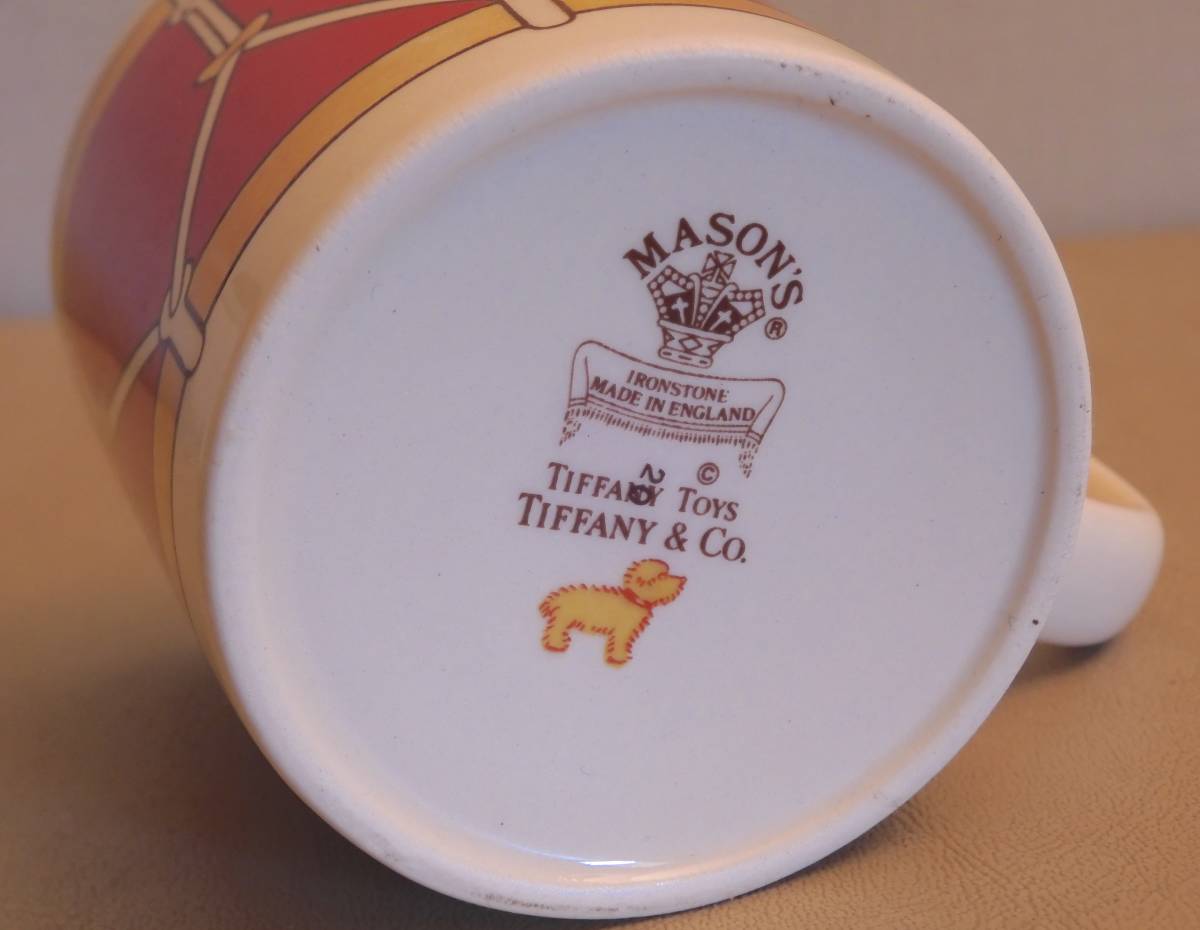 MASON'S ®
IRONSTONE
MADE IN ENGLAND
©
TIFFANY TOYS
TIFFANY & CO.